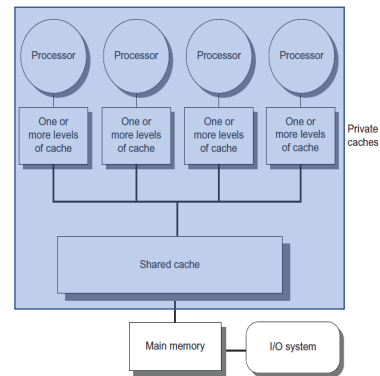 Processor
Processor
Processor
Processor
One or
more levels
of cache
One or
more levels
of cache
One or
more levels
of cache
One or
more levels
of cache
Private
caches
Shared cache
Main memory
I/O system